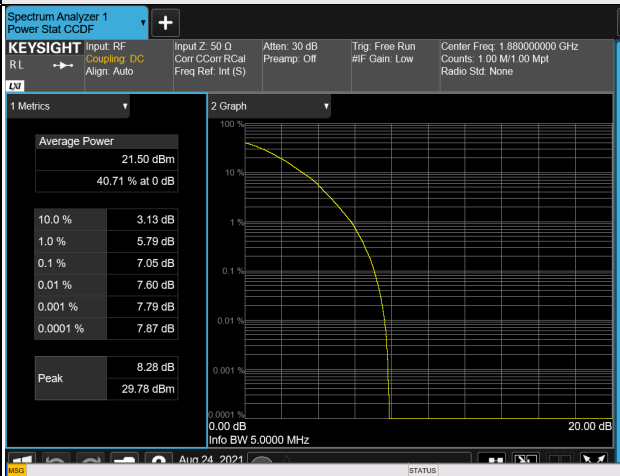 Spectrum Analyzer 1
Power Stat CCDF
KEYSIGHT
R L
LXI
Input: RF
Coupling: DC
Align: Auto
Input Z: 50 Ω
Corr CCorr RCal
Freq Ref: Int (S)
Atten: 30 dB
Preamp: Off
Trig: Free Run
#IF Gain: Low
Center Freq: 1.880000000 GHz
Counts: 1.00 M/1.00 Mpt
Radio Std: None
1 Metrics
Average Power
21.50 dBm
40.71 % at 0 dB
10.0 % 3.13 dB
1.0 % 5.79 dB
0.1 % 7.05 dB
0.01 % 7.60 dB
0.001 % 7.79 dB
0.0001 % 7.87 dB
Peak
8.28 dB
29.78 dBm
2 Graph
100 %
10 %
1 %
0.1 %
0.01 %
0.001 %
0.0001 %
0.00 dB 20.00 dB
Info BW 5.0000 MHz
Aug 24, 2021
MSG STATUS